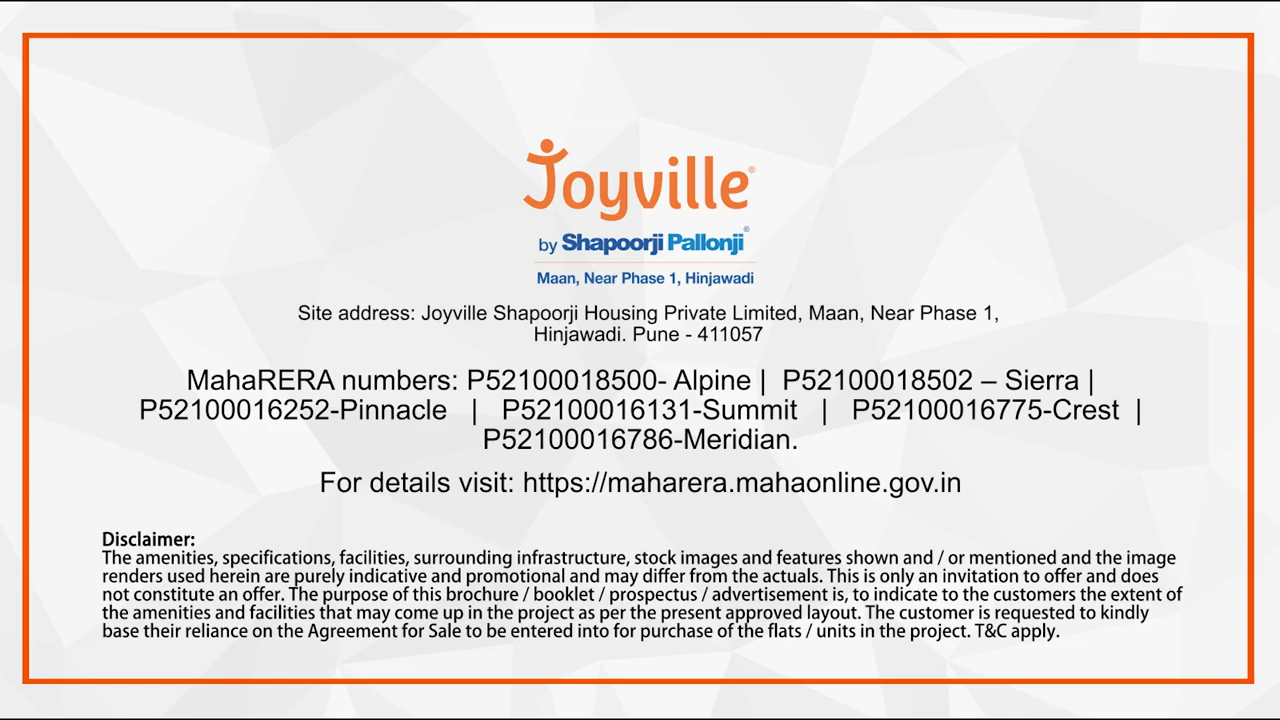 Joyville®
by Shapoorji Pallonji®
Maan, Near Phase 1, Hinjawadi
Site address: Joyville Shapoorji Housing Private Limited, Maan, Near Phase 1,
Hinjawadi. Pune - 411057
MahaRERA numbers: P52100018500- Alpine | P52100018502 – Sierra |
P52100016252-Pinnacle | P52100016131-Summit | P52100016775-Crest |
P52100016786-Meridian.
For details visit: https://maharera.mahaonline.gov.in
Disclaimer:
The amenities, specifications, facilities, surrounding infrastructure, stock images and features shown and / or mentioned and the image
renders used herein are purely indicative and promotional and may differ from the actuals. This is only an invitation to offer and does
not constitute an offer. The purpose of this brochure / booklet / prospectus / advertisement is, to indicate to the customers the extent of
the amenities and facilities that may come up in the project as per the present approved layout. The customer is requested to kindly
base their reliance on the Agreement for Sale to be entered into for purchase of the flats / units in the project. T&C apply.